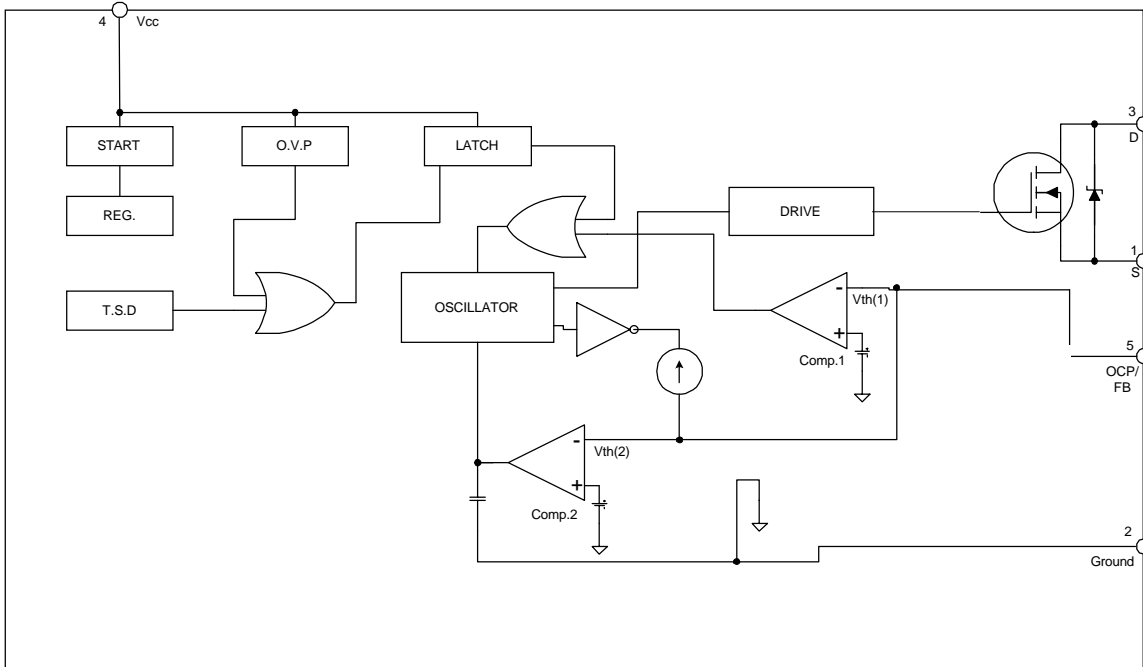 4 Vcc
3
D
START
O.V.P
LATCH
REG.
DRIVE
1
S
T.S.D
OSCILLATOR
-
Vth(1)
+
Comp.1
5
OCP/
FB
-
Vth(2)
+
Comp.2
2
Ground